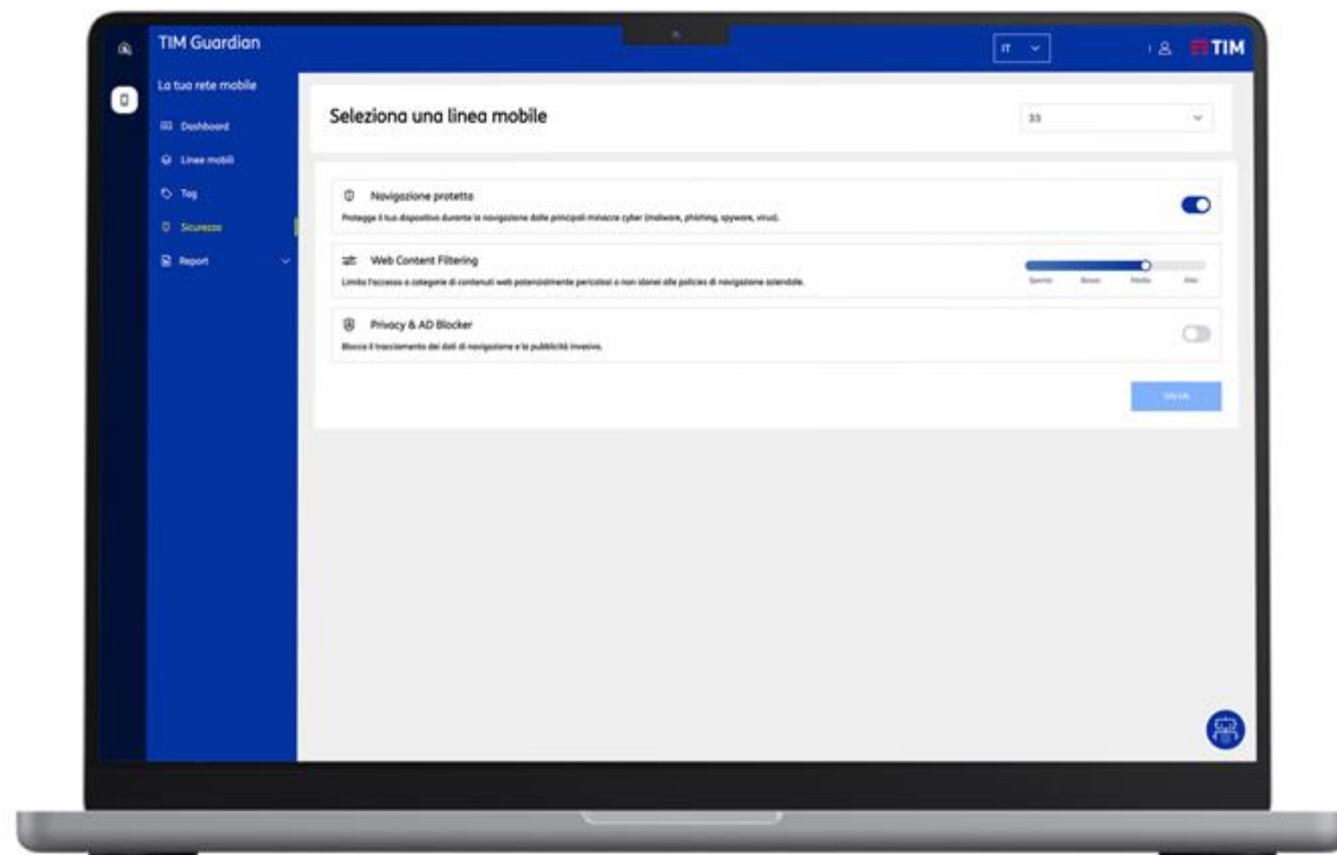 TIM Guardian
IT
TIM
La tua rete mobile
Dashboard
Linee mobili
Tag
Sicurezza
Report
Seleziona una linea mobile
33
Navigazione protetta
Protegge il tuo dispositivo durante la navigazione dalle principali minacce cyber (malware, phishing, spyware, virus).
Web Content Filtering
Limita l'accesso a categorie di contenuti web potenzialmente pericolosi o non idonei alle policies di navigazione aziendale.
Medio
Alto
Privacy & AD Blocker
Blocca il tracciamento dei dati di navigazione e la pubblicità invasiva.